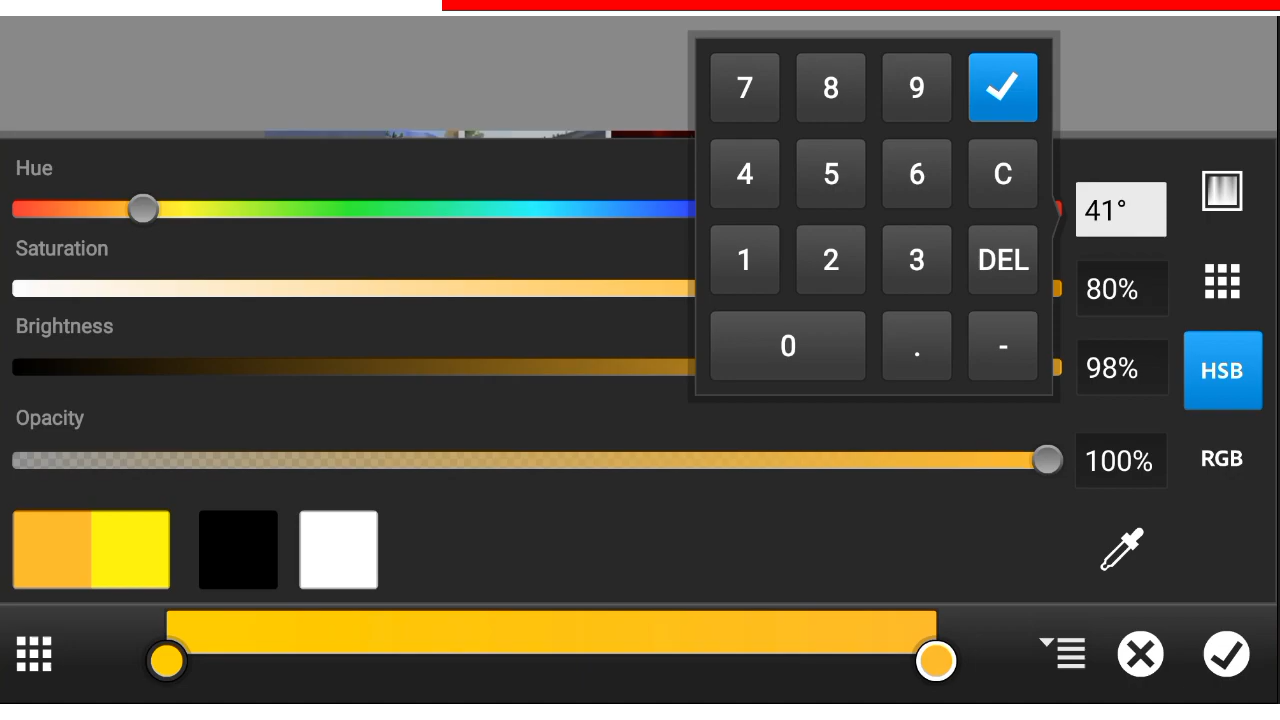 7 8 9
4 5 6 C
1 2 3 DEL
0 . -
Hue
41°
Saturation
80%
Brightness
98%
HSB
Opacity
100%
RGB